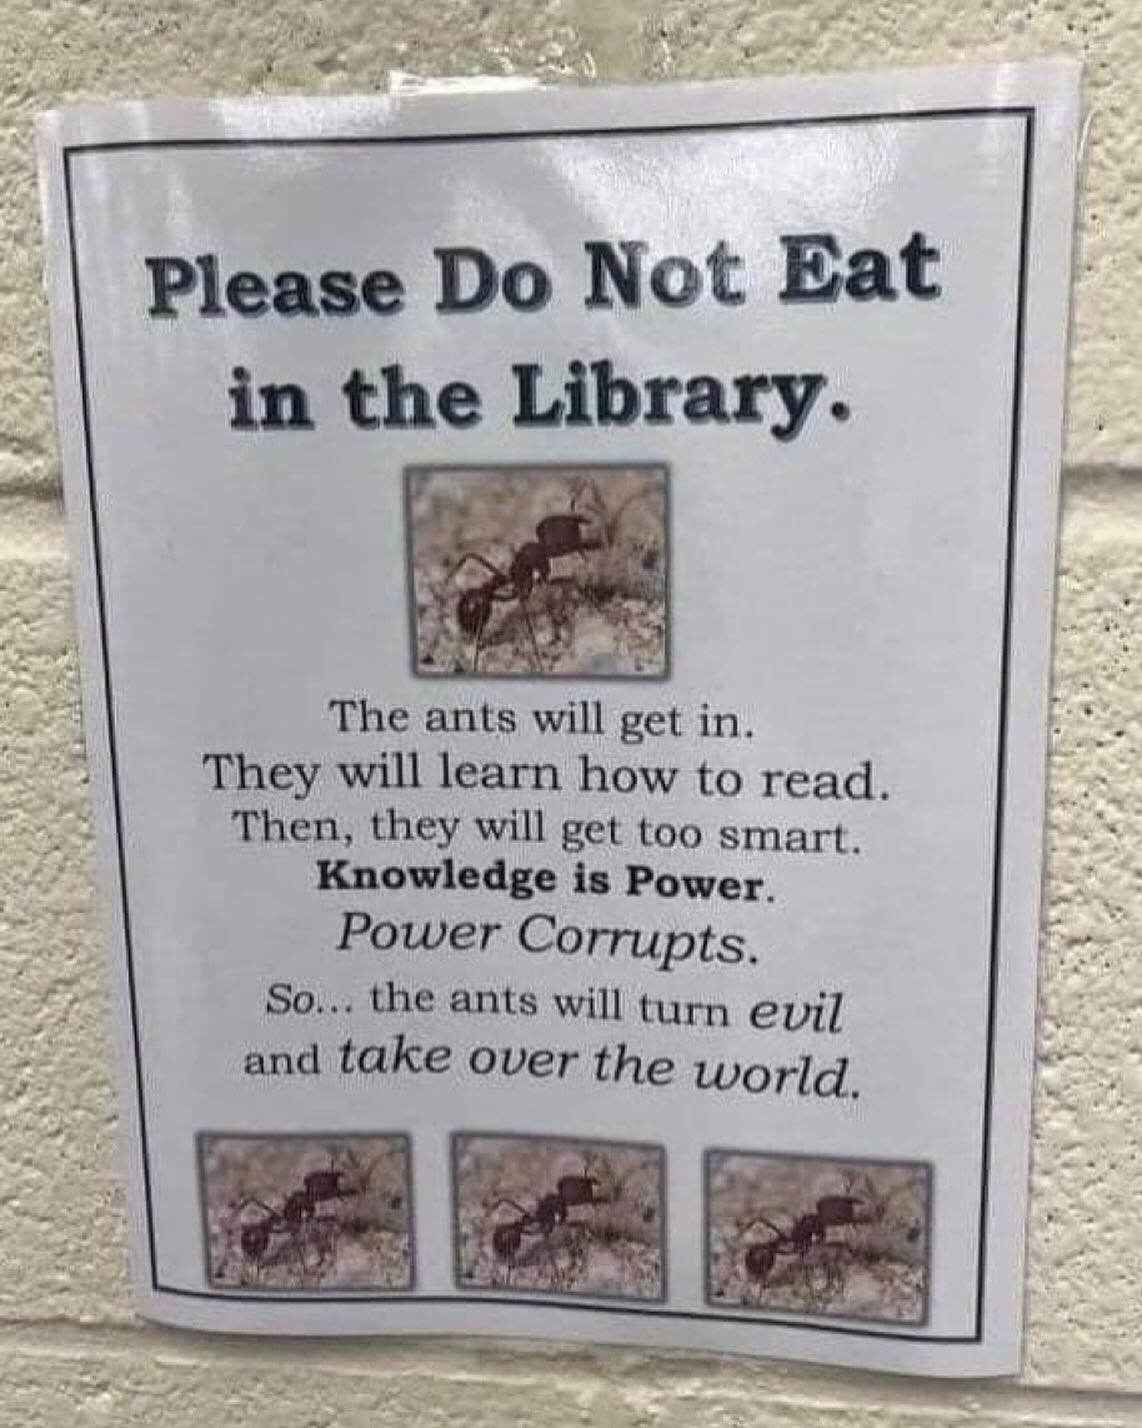 Please Do Not Eat
in the Library.
The ants will get in.
They will learn how to read.
Then, they will get too smart.
Knowledge is Power.
Power Corrupts.
So... the ants will turn evil
and take over the world.